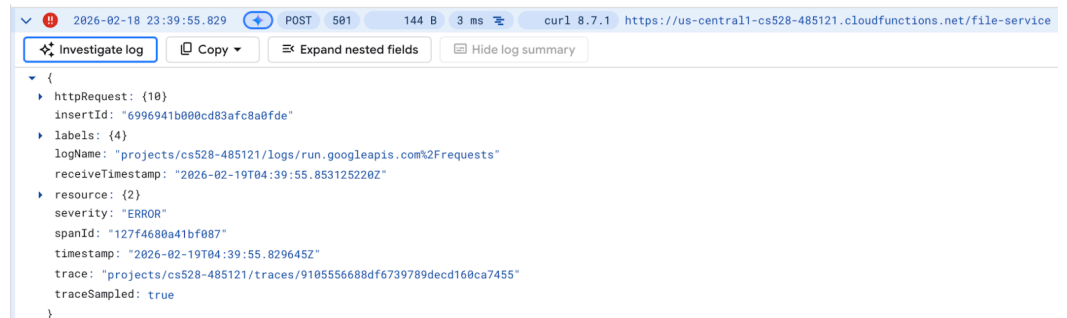 2026-02-18 23:39:55.829 POST 501 144 B 3 ms curl 8.7.1 https://us-central1-cs528-485121.cloudfunctions.net/file-service
Investigate log Copy Expand nested fields Hide log summary
{
httpRequest: {10}
insertId: "6996941b000cd83afc8a0fde"
labels: {4}
logName: "projects/cs528-485121/logs/run.googleapis.com%2Frequests"
receiveTimestamp: "2026-02-19T04:39:55.853125220Z"
resource: {2}
severity: "ERROR"
spanId: "127f4680a41bf087"
timestamp: "2026-02-19T04:39:55.829645Z"
trace: "projects/cs528-485121/traces/9105556688df6739789decd160ca7455"
traceSampled: true
}